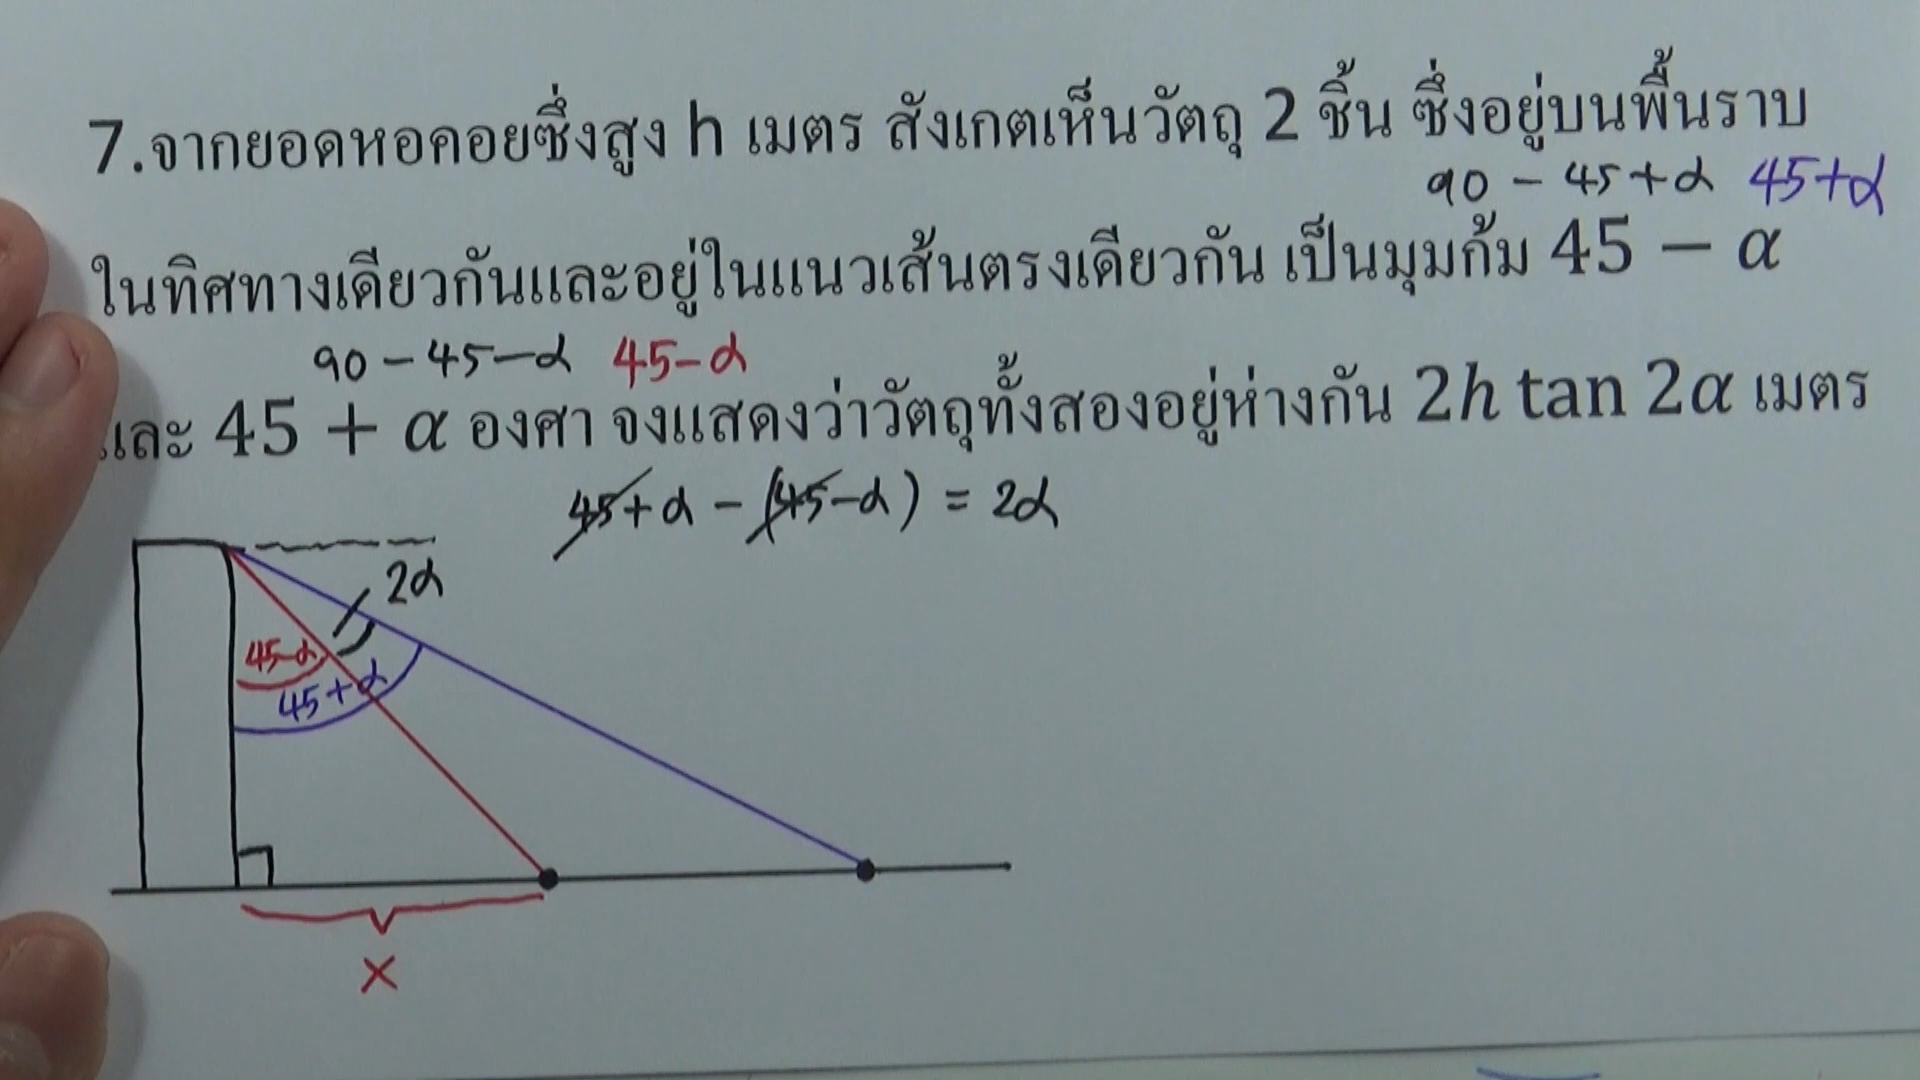 7.จากยอดหอคอยซึ่งสูง h เมตร สังเกตเห็นวัตถุ 2 ชิ้น ซึ่งอยู่บนพื้นราบ
90 - 45 + α 45+α
ในทิศทางเดียวกันและอยู่ในแนวเส้นตรงเดียวกัน เป็นมุมก้ม 45 − α
90 - 45 - α 45-α
และ 45 + α องศา จงแสดงว่าวัตถุทั้งสองอยู่ห่างกัน 2h tan 2α เมตร
45 + α - (45 - α) = 2α
2α
45-α
45+α
x